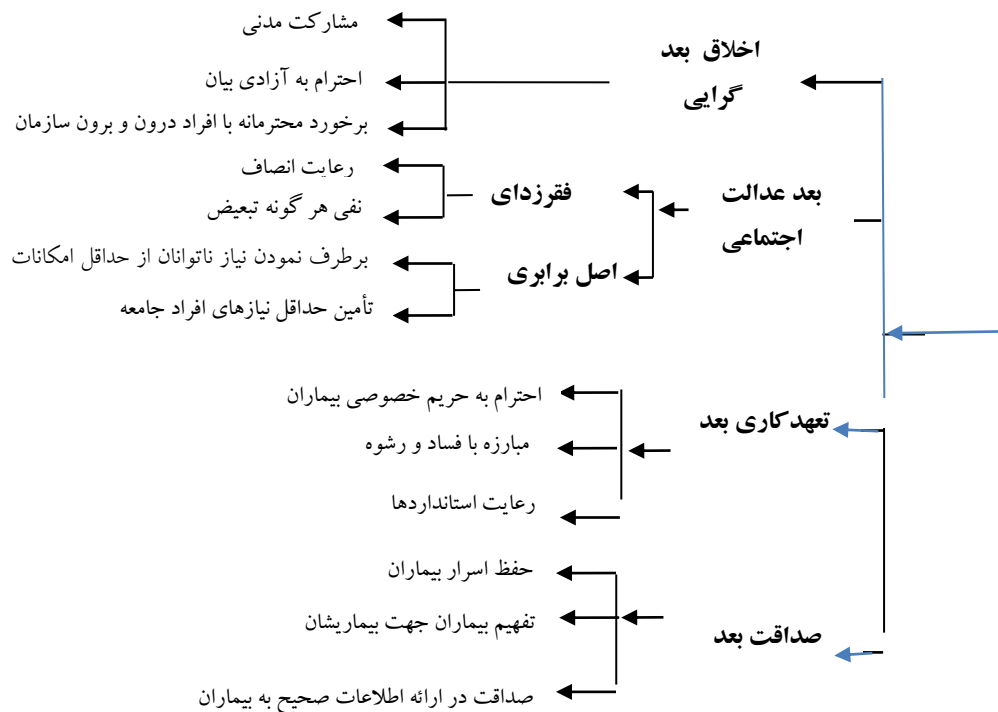 اخلاق بعد
گرایی
مشارکت مدنی
احترام به آزادی بیان
برخورد محترمانه با افراد درون و برون سازمان
بعد عدالت
اجتماعی
فقرزدای
رعایت انصاف
نفی هر گونه تبعیض
اصل برابری
برطرف نمودن نیاز ناتوانان از حداقل امکانات
تأمین حداقل نیازهای افراد جامعه
تعهدکاری بعد
احترام به حریم خصوصی بیماران
مبارزه با فساد و رشوه
رعایت استانداردها
صداقت بعد
حفظ اسرار بیماران
تفهیم بیماران جهت بیماریشان
صداقت در ارائه اطلاعات صحیح به بیماران